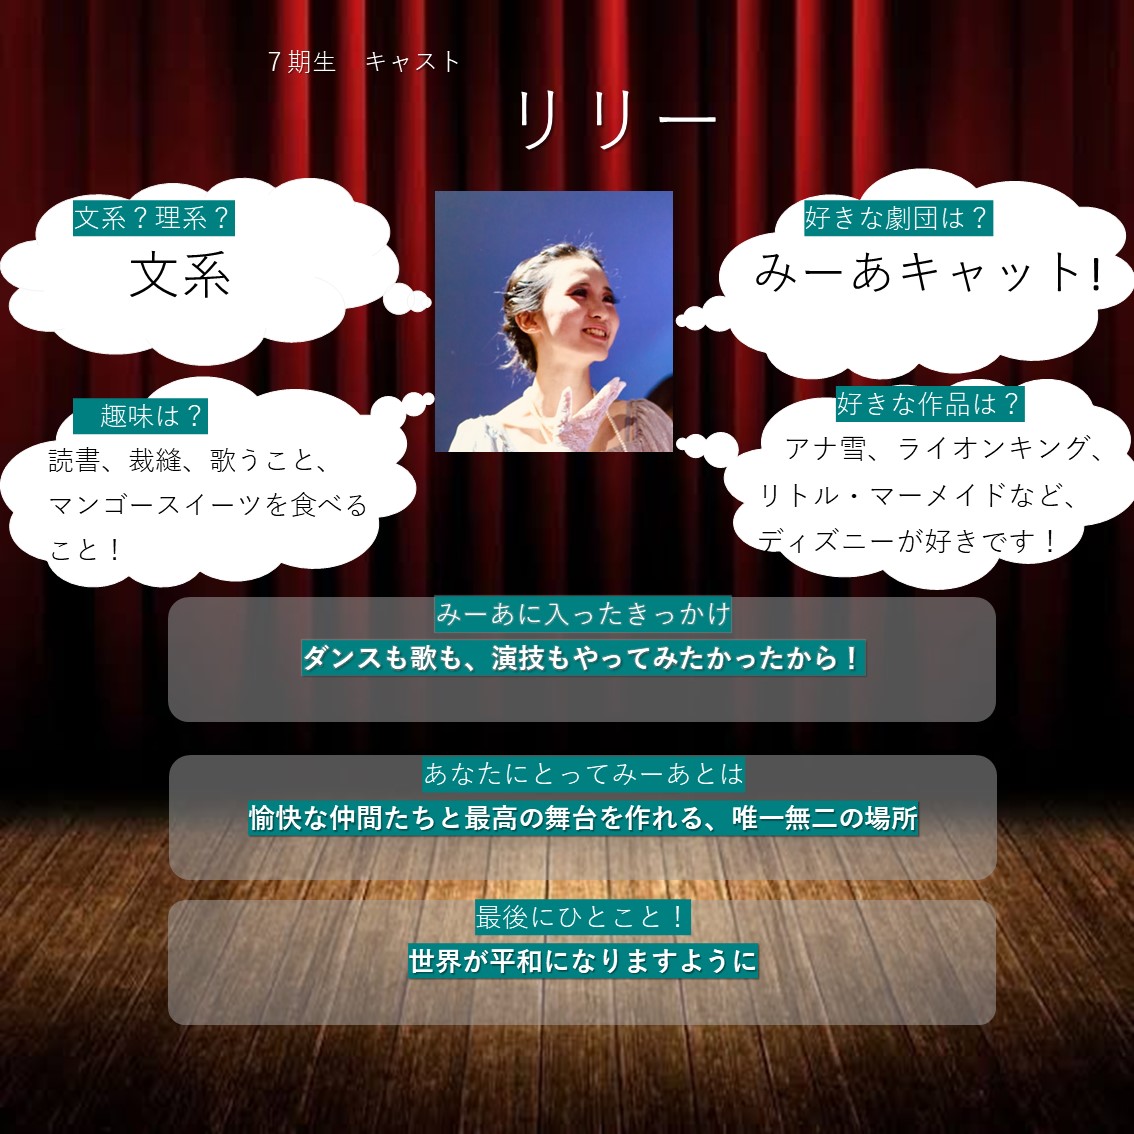 ７期生　キャスト
リリー
文系？理系？
文系
好きな劇団は？
みーあキャット!
趣味は？
読書、裁縫、歌うこと、
マンゴースイーツを食べる
こと！
好きな作品は？
アナ雪、ライオンキング、
リトル・マーメイドなど、
ディズニーが好きです！
みーあに入ったきっかけ
ダンスも歌も、演技もやってみたかったから！
あなたにとってみーあとは
愉快な仲間たちと最高の舞台を作れる、唯一無二の場所
最後にひとこと！
世界が平和になりますように